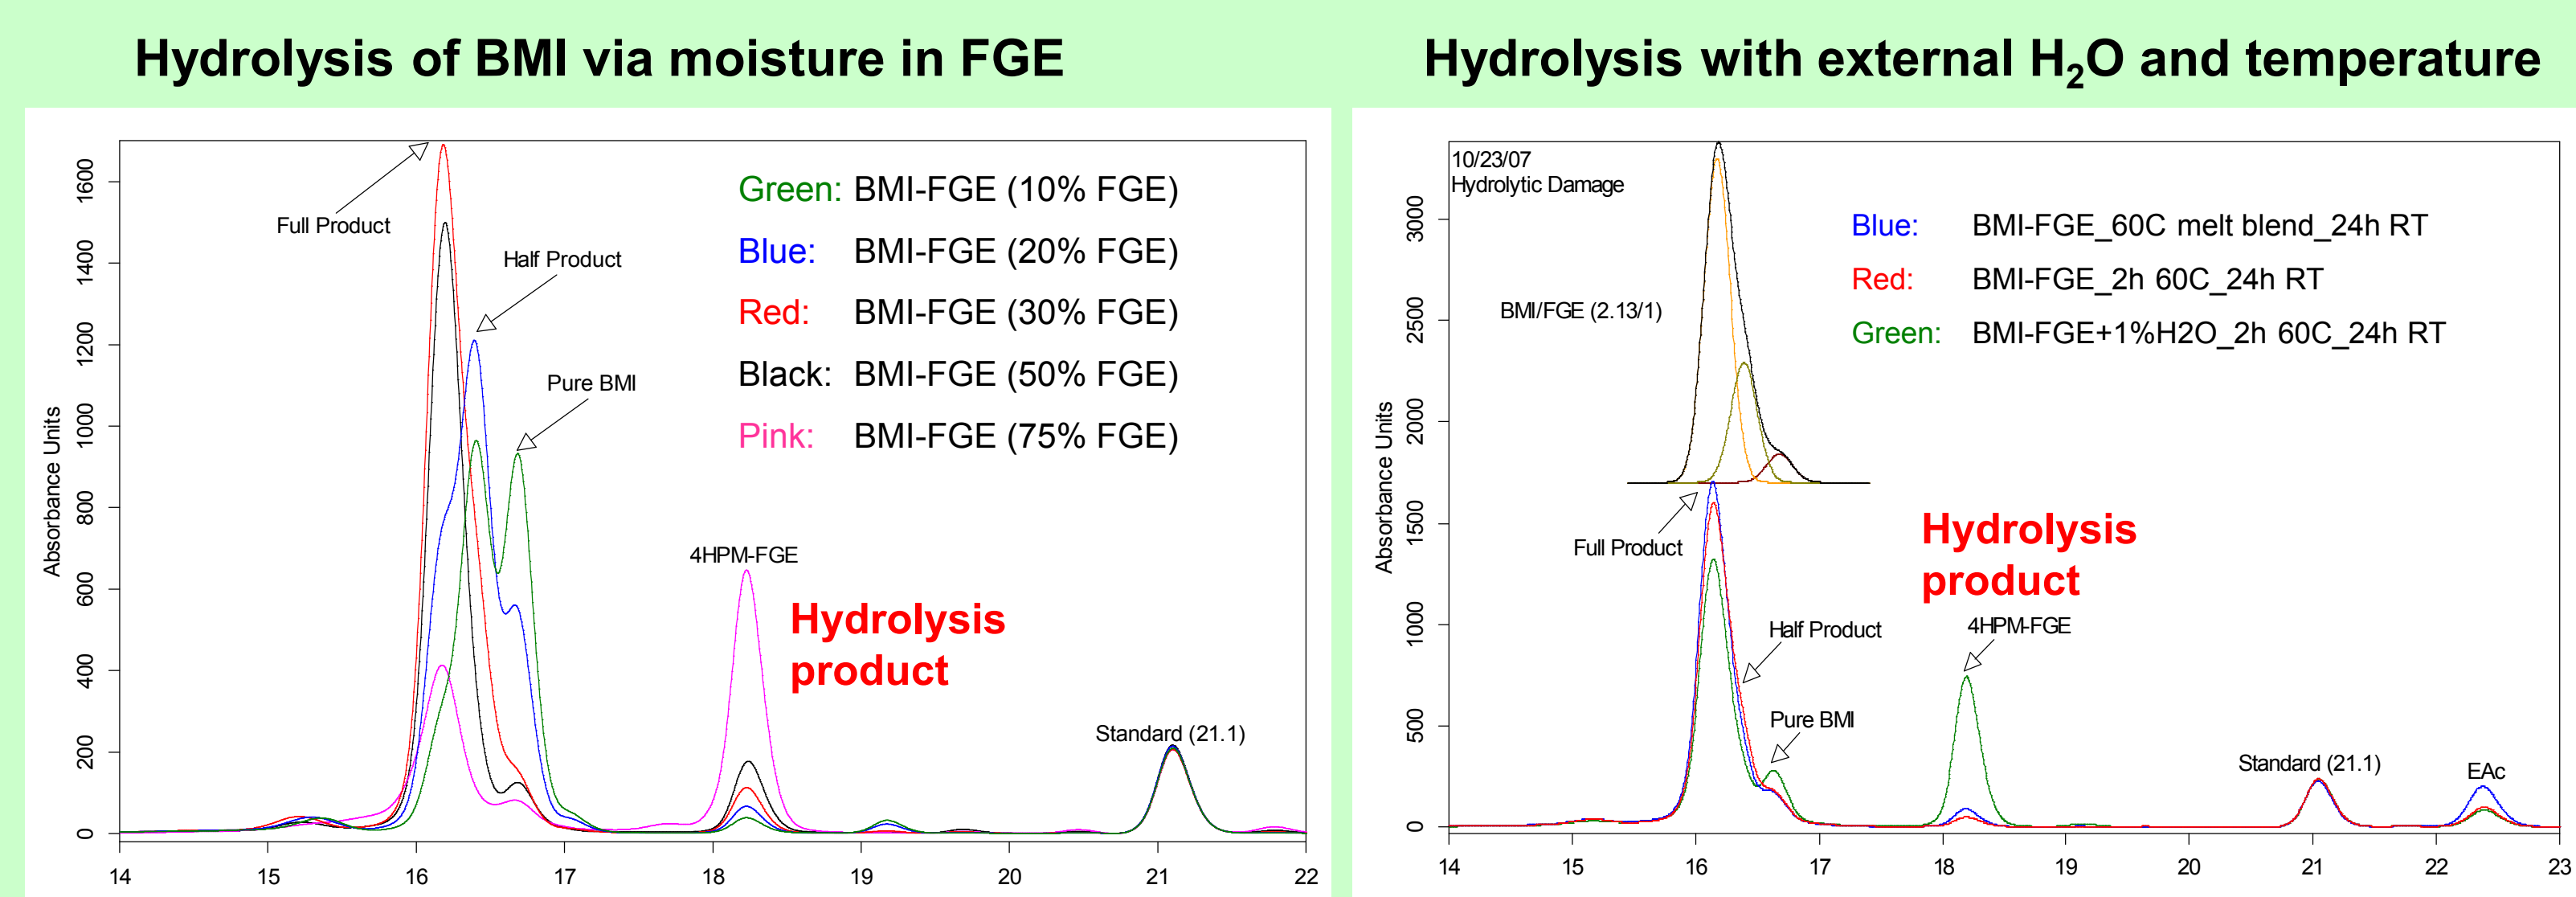 Hydrolysis of BMI via moisture in FGE
1600
1400
1200
1000
800
600
400
200
0
Absorbance Units
Full Product
Half Product
Pure BMI
Green: BMI-FGE (10% FGE)
Blue: BMI-FGE (20% FGE)
Red: BMI-FGE (30% FGE)
Black: BMI-FGE (50% FGE)
Pink: BMI-FGE (75% FGE)
4HPM-FGE
Hydrolysis
product
Standard (21.1)
14 15 16 17 18 19 20 21 22
Hydrolysis with external H₂O and temperature
10/23/07
Hydrolytic Damage
3000
2500
2000
1500
1000
500
0
Absorbance Units
BMI/FGE (2.13/1)
Blue: BMI-FGE_60C melt blend_24h RT
Red: BMI-FGE_2h 60C_24h RT
Green: BMI-FGE+1%H2O_2h 60C_24h RT
Full Product
Hydrolysis
product
Half Product
4HPM-FGE
Pure BMI
Standard (21.1)
EAc
14 15 16 17 18 19 20 21 22 23